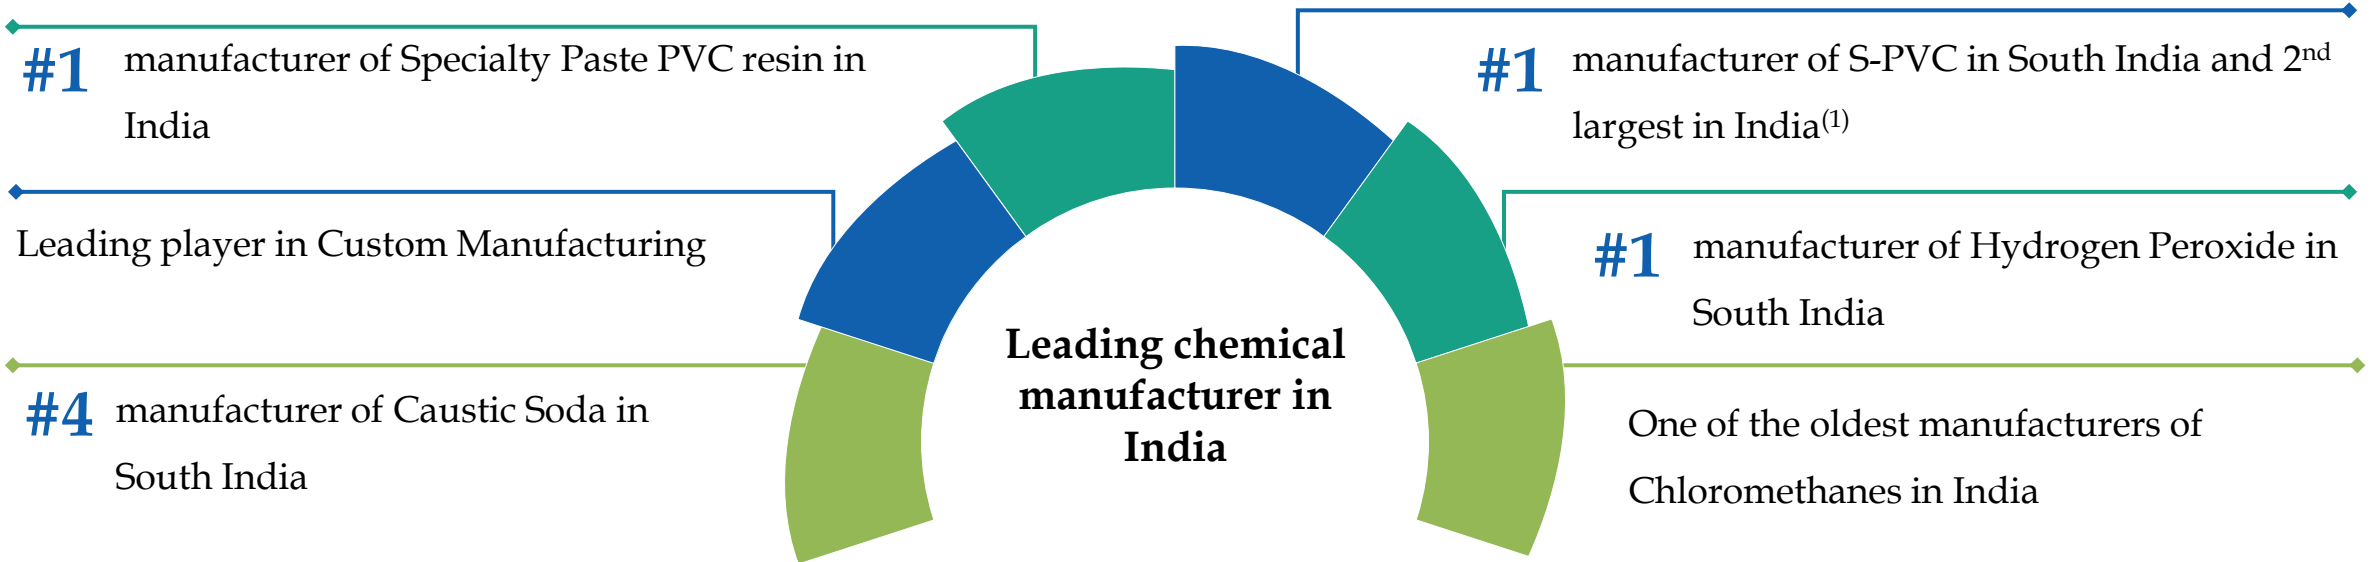 #1 manufacturer of Specialty Paste PVC resin in
India
Leading player in Custom Manufacturing
#4 manufacturer of Caustic Soda in
South India
Leading chemical
manufacturer in
India
#1 manufacturer of S-PVC in South India and 2nd
largest in India(1)
#1 manufacturer of Hydrogen Peroxide in
South India
One of the oldest manufacturers of
Chloromethanes in India